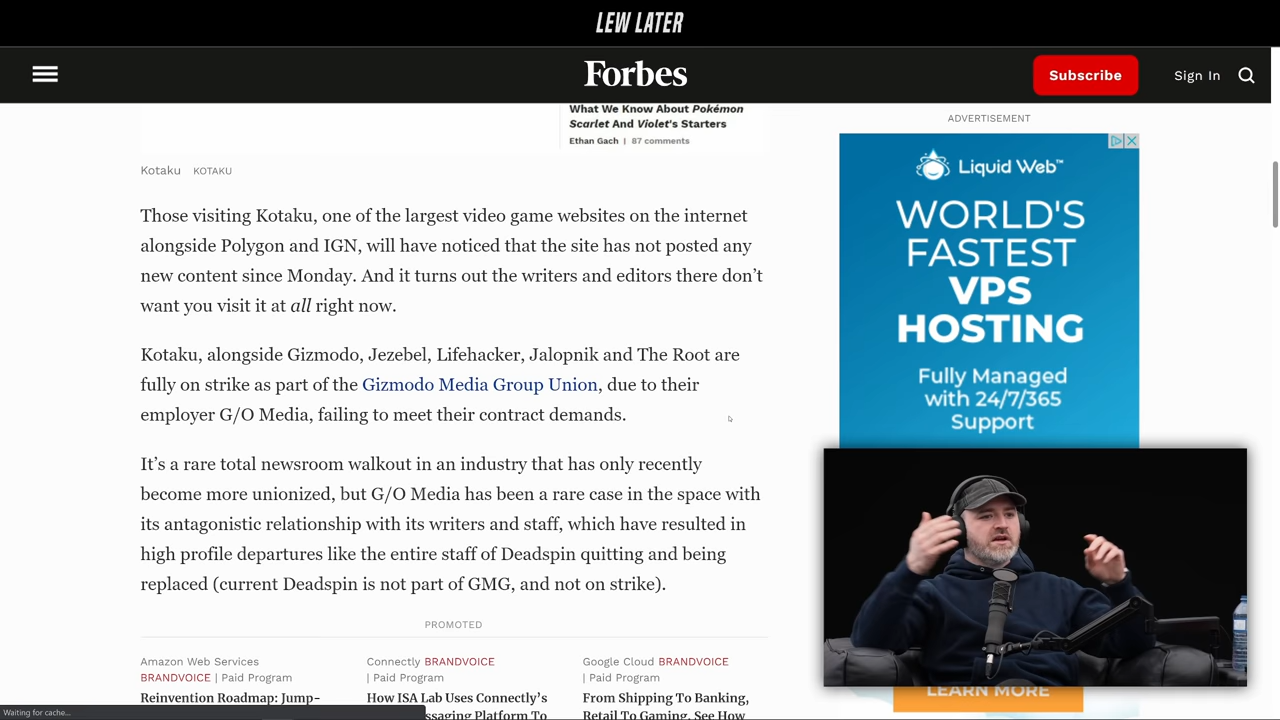 LEW LATER
Forbes
Subscribe
Sign In
What We Know About Pokémon
Scarlet And Violet's Starters
Ethan Gach | 87 comments
Kotaku KOTAKU
Those visiting Kotaku, one of the largest video game websites on the internet
alongside Polygon and IGN, will have noticed that the site has not posted any
new content since Monday. And it turns out the writers and editors there don’t
want you visit it at all right now.
Kotaku, alongside Gizmodo, Jezebel, Lifehacker, Jalopnik and The Root are
fully on strike as part of the Gizmodo Media Group Union, due to their
employer G/O Media, failing to meet their contract demands.
It’s a rare total newsroom walkout in an industry that has only recently
become more unionized, but G/O Media has been a rare case in the space with
its antagonistic relationship with its writers and staff, which have resulted in
high profile departures like the entire staff of Deadspin quitting and being
replaced (current Deadspin is not part of GMG, and not on strike).
PROMOTED
Amazon Web Services
BRANDVOICE | Paid Program
Reinvention Roadmap: Jump-
Connectly BRANDVOICE
| Paid Program
How ISA Lab Uses Connectly’s
ssaging Platform To
Google Cloud BRANDVOICE
| Paid Program
From Shipping To Banking,
Retail To Gaming, See How
ADVERTISEMENT
Liquid Web™
WORLD'S
FASTEST
VPS
HOSTING
Fully Managed
with 24/7/365
Support
LEARN MORE
Waiting for cache...